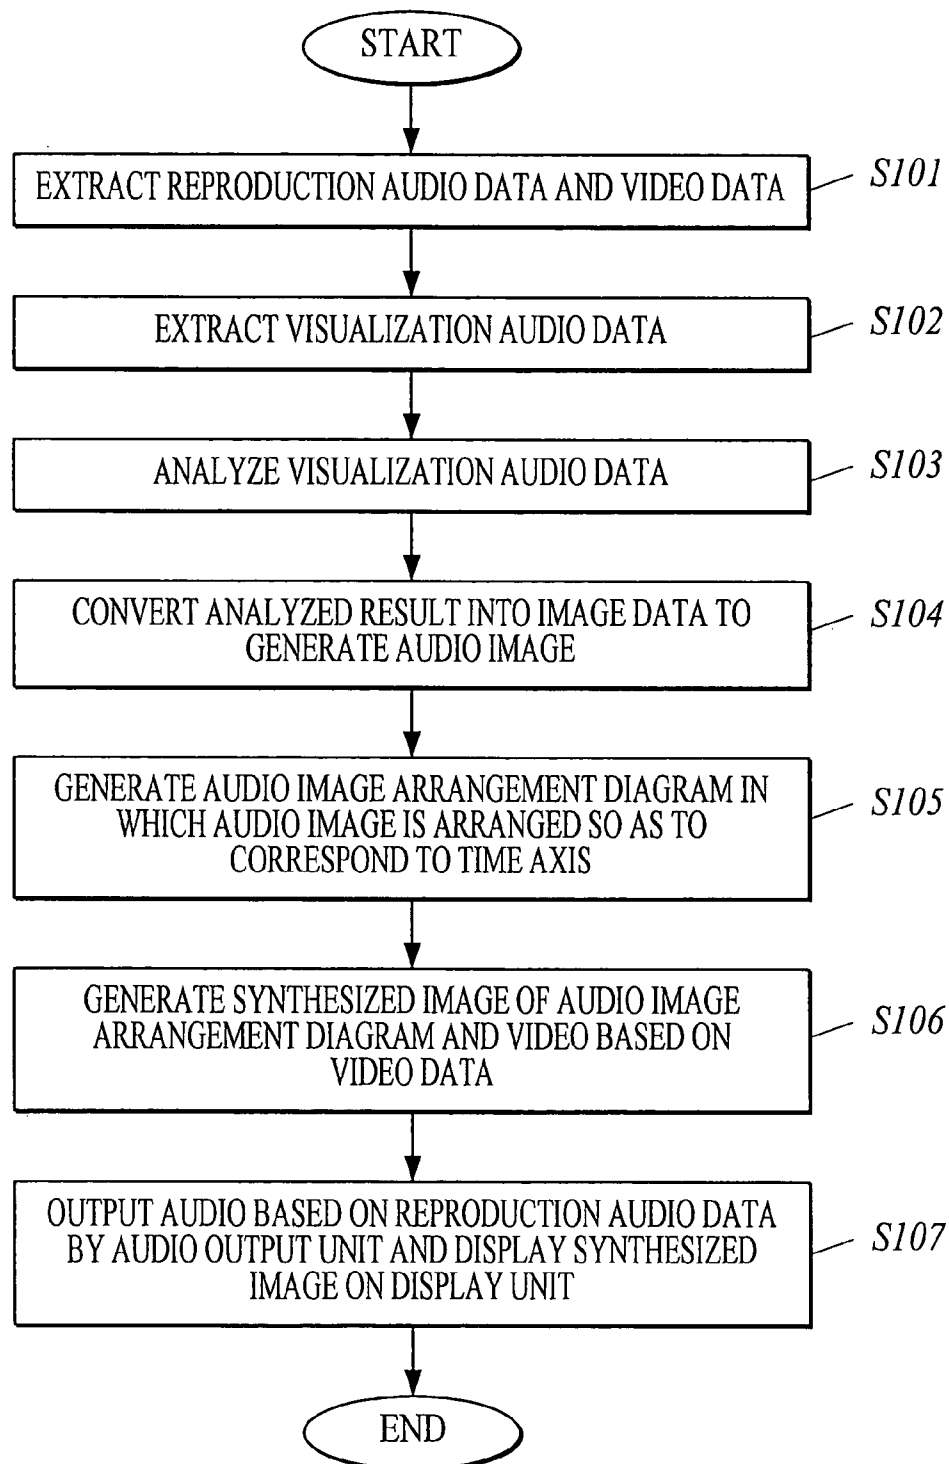 START
EXTRACT REPRODUCTION AUDIO DATA AND VIDEO DATA
S101
EXTRACT VISUALIZATION AUDIO DATA
S102
ANALYZE VISUALIZATION AUDIO DATA
S103
CONVERT ANALYZED RESULT INTO IMAGE DATA TO
GENERATE AUDIO IMAGE
S104
GENERATE AUDIO IMAGE ARRANGEMENT DIAGRAM IN
WHICH AUDIO IMAGE IS ARRANGED SO AS TO
CORRESPOND TO TIME AXIS
S105
GENERATE SYNTHESIZED IMAGE OF AUDIO IMAGE
ARRANGEMENT DIAGRAM AND VIDEO BASED ON
VIDEO DATA
S106
OUTPUT AUDIO BASED ON REPRODUCTION AUDIO DATA
BY AUDIO OUTPUT UNIT AND DISPLAY SYNTHESIZED
IMAGE ON DISPLAY UNIT
S107
END